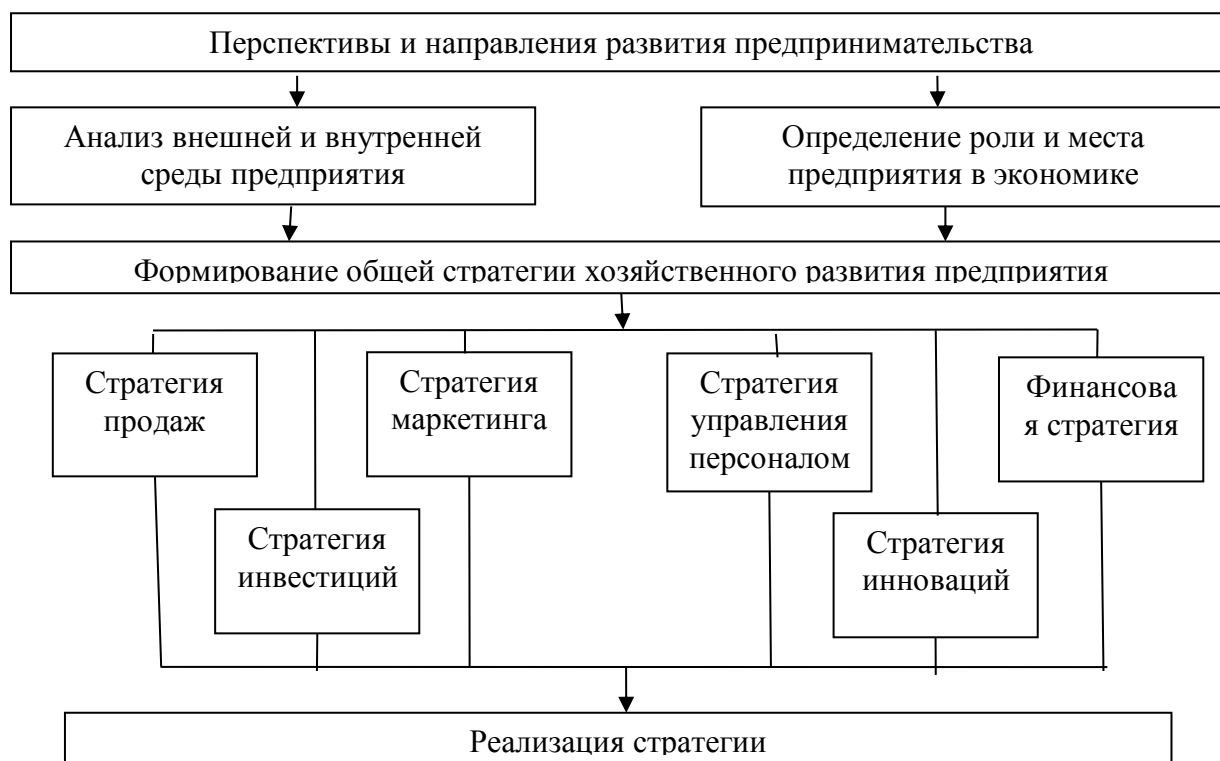 Перспективы и направления развития предпринимательства
Анализ внешней и внутренней
среды предприятия
Определение роли и места
предприятия в экономике
Формирование общей стратегии хозяйственного развития предприятия
Стратегия
продаж
Стратегия
маркетинга
Стратегия
управления
персоналом
Финансова
я стратегия
Стратегия
инвестиций
Стратегия
инноваций
Реализация стратегии